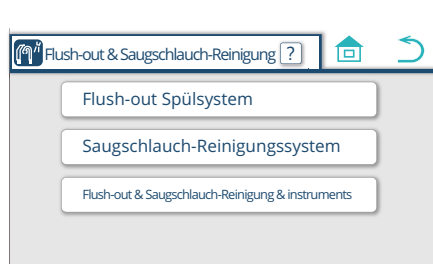 Flush-out & Saugschlauch-Reinigung ?
Flush-out Spülsystem
Saugschlauch-Reinigungssystem
Flush-out & Saugschlauch-Reinigung & instruments